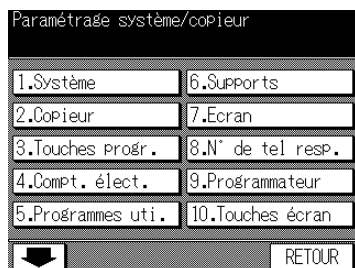 Paramétrage système/copieur
1.Système
6.Supports
2.Copieur
7.Ecran
3.Touches progr.
8.N° de tel resp.
4.Compt. élect.
9.Programmateur
5.Programmes uti.
10.Touches écran
RETOUR